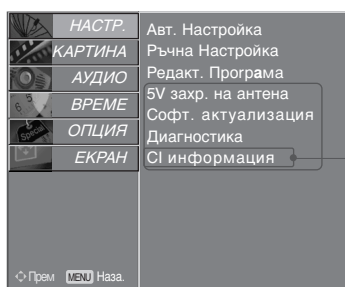 НАСТР.
КАРТИНА
АУДИО
ВРЕМЕ
ОПЦИЯ
ЕКРАН
Авт. Настройка
Ръчна Настройка
Редакт. Програма
5V захр. на антена
Софт. актуализация
Диагностика
CI информация
Прем MENU Наза.